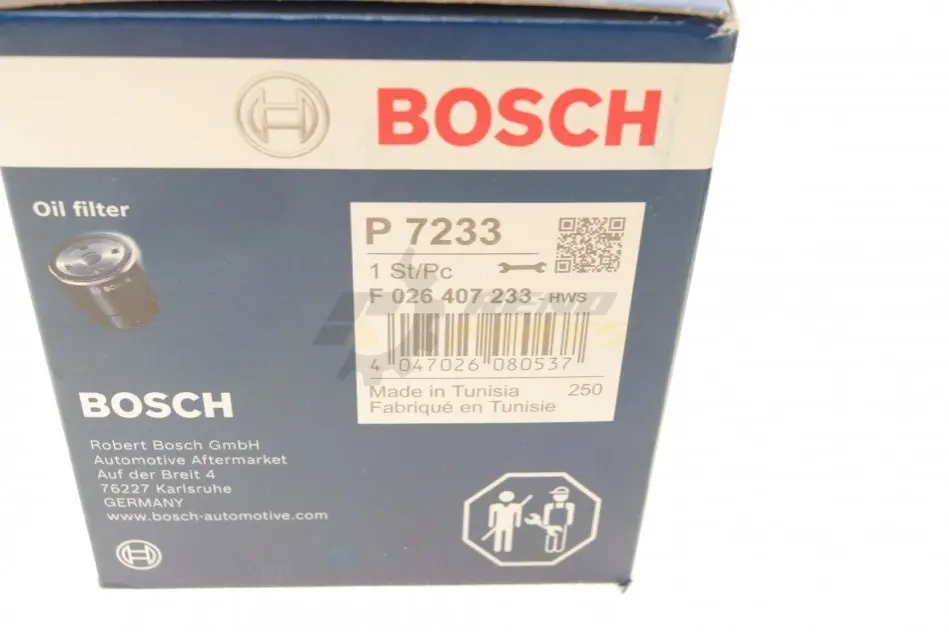 BOSCH
Oil filter
P 7233
1 St/Pc
F 026 407 233 - HWS
4 047026 080537
Made in Tunisia 250
Fabriqué en Tunisie
BOSCH
Robert Bosch GmbH
Automotive Aftermarket
Auf der Breit 4
76227 Karlsruhe
GERMANY
www.bosch-automotive.com